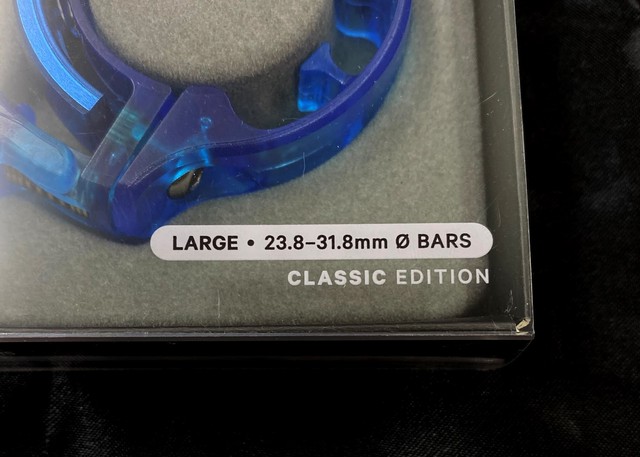 LARGE • 23.8–31.8mm Ø BARS
CLASSIC EDITION